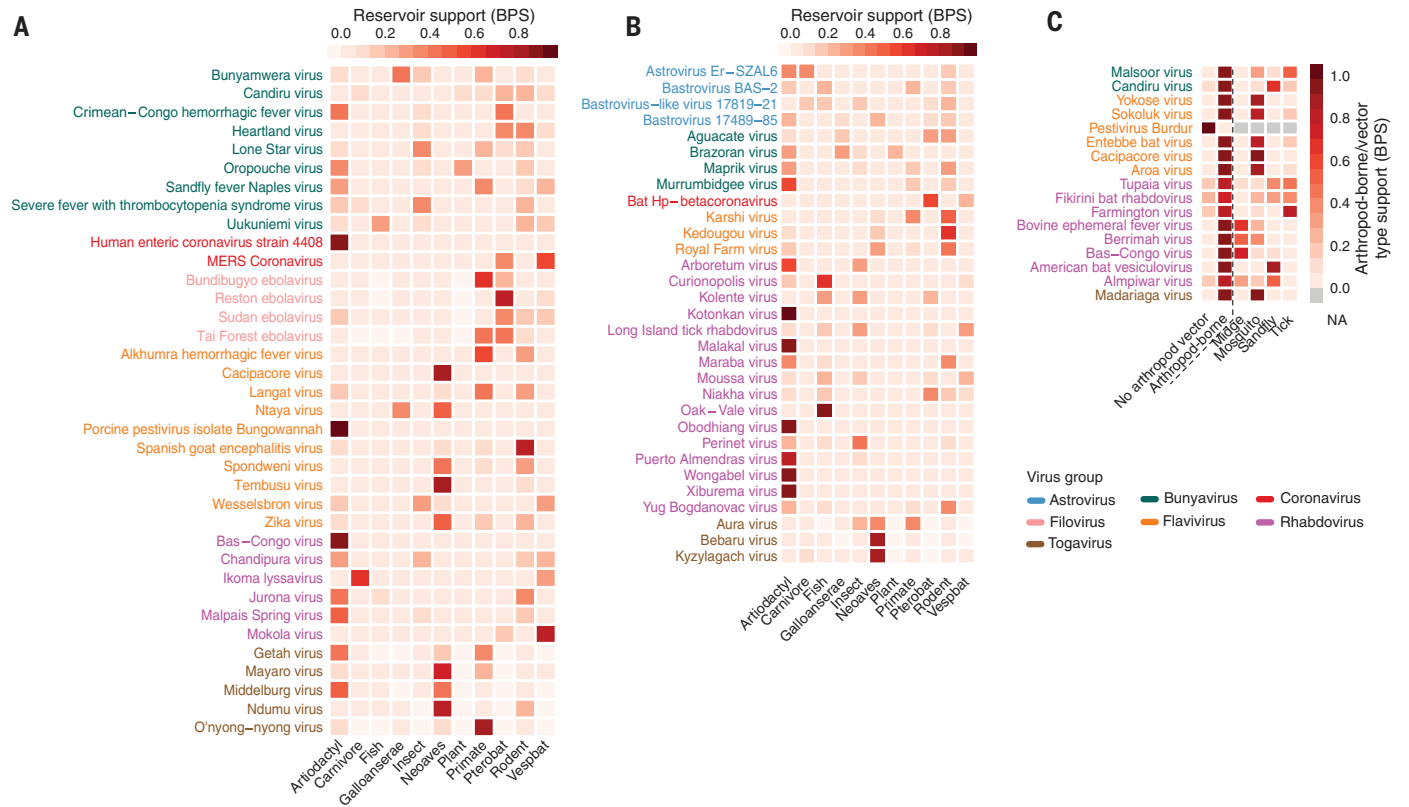 A
Reservoir support (BPS)
0.0 0.2 0.4 0.6 0.8
Bunyamwera virus
Candiru virus
Crimean−Congo hemorrhagic fever virus
Heartland virus
Lone Star virus
Oropouche virus
Sandfly fever Naples virus
Severe fever with thrombocytopenia syndrome virus
Uukuniemi virus
Human enteric coronavirus strain 4408
MERS Coronavirus
Bundibugyo ebolavirus
Reston ebolavirus
Sudan ebolavirus
Tai Forest ebolavirus
Alkhumra hemorrhagic fever virus
Cacipacore virus
Langat virus
Ntaya virus
Porcine pestivirus isolate Bungowannah
Spanish goat encephalitis virus
Spondweni virus
Tembusu virus
Wesselsbron virus
Zika virus
Bas−Congo virus
Chandipura virus
Ikoma lyssavirus
Jurona virus
Malpais Spring virus
Mokola virus
Getah virus
Mayaro virus
Middelburg virus
Ndumu virus
O'nyong−nyong virus
Artiodactyl
Carnivore
Fish
Galloanserae
Insect
Neoaves
Plant
Primate
Pterobat
Rodent
Vespbat
B
Reservoir support (BPS)
0.0 0.2 0.4 0.6 0.8
Astrovirus Er−SZAL6
Bastrovirus BAS−2
Bastrovirus−like virus 17819−21
Bastrovirus 17489−85
Aguacate virus
Brazoran virus
Maprik virus
Murrumbidgee virus
Bat Hp−betacoronavirus
Karshi virus
Kedougou virus
Royal Farm virus
Arboretum virus
Curionopolis virus
Kolente virus
Kotonkan virus
Long Island tick rhabdovirus
Malakal virus
Maraba virus
Moussa virus
Niakha virus
Oak−Vale virus
Obodhiang virus
Perinet virus
Puerto Almendras virus
Wongabel virus
Xiburema virus
Yug Bogdanovac virus
Aura virus
Bebaru virus
Kyzylagach virus
Artiodactyl
Carnivore
Fish
Galloanserae
Insect
Neoaves
Plant
Primate
Pterobat
Rodent
Vespbat
C
Malsoor virus
Candiru virus
Yokose virus
Sokoluk virus
Pestivirus Burdur
Entebbe bat virus
Cacipacore virus
Aroa virus
Tupaia virus
Fikirini bat rhabdovirus
Farmington virus
Bovine ephemeral fever virus
Berrimah virus
Bas−Congo virus
American bat vesiculovirus
Almpiwar virus
Madariaga virus
No arthropod vector
Arthropod-borne
Midge
Mosquito
Sandfly
Tick
1.0
0.8
0.6
0.4
0.2
0.0
NA
Arthropod-borne/vector
type support (BPS)
Virus group
Astrovirus Bunyavirus Coronavirus
Filovirus Flavivirus Rhabdovirus
Togavirus